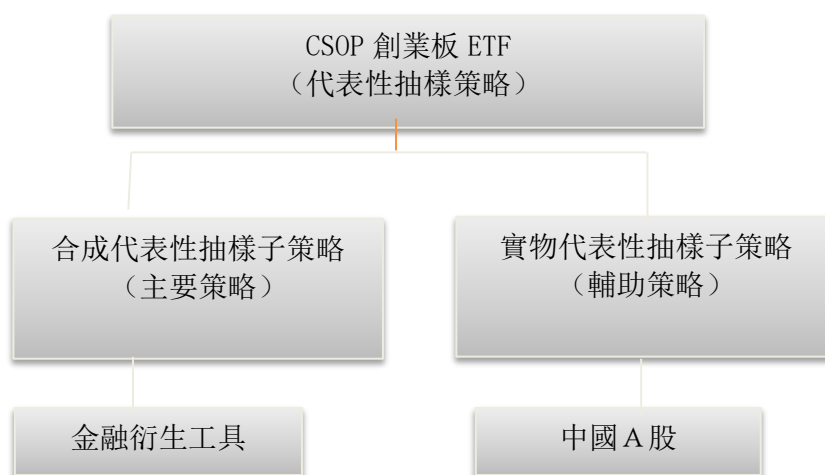 CSOP 創業板 ETF
（代表性抽樣策略）
合成代表性抽樣子策略
（主要策略）
實物代表性抽樣子策略
（輔助策略）
金融衍生工具
中國A股